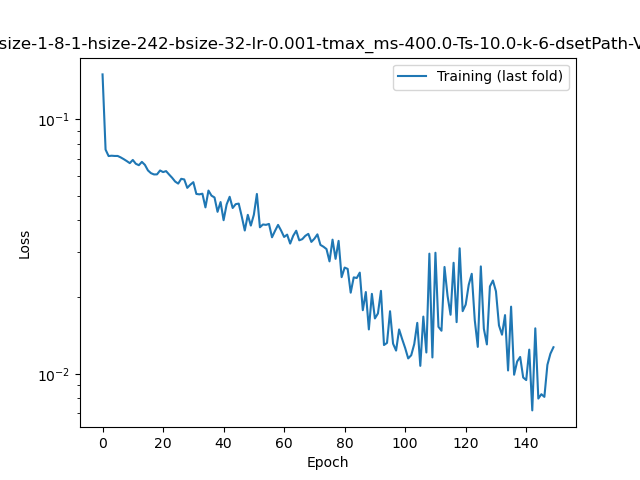 size-1-8-1-hsize-242-bsize-32-lr-0.001-tmax_ms-400.0-Ts-10.0-k-6-dsetPath-V
Training (last fold)
10⁻¹
10⁻²
Loss
0 20 40 60 80 100 120 140
Epoch